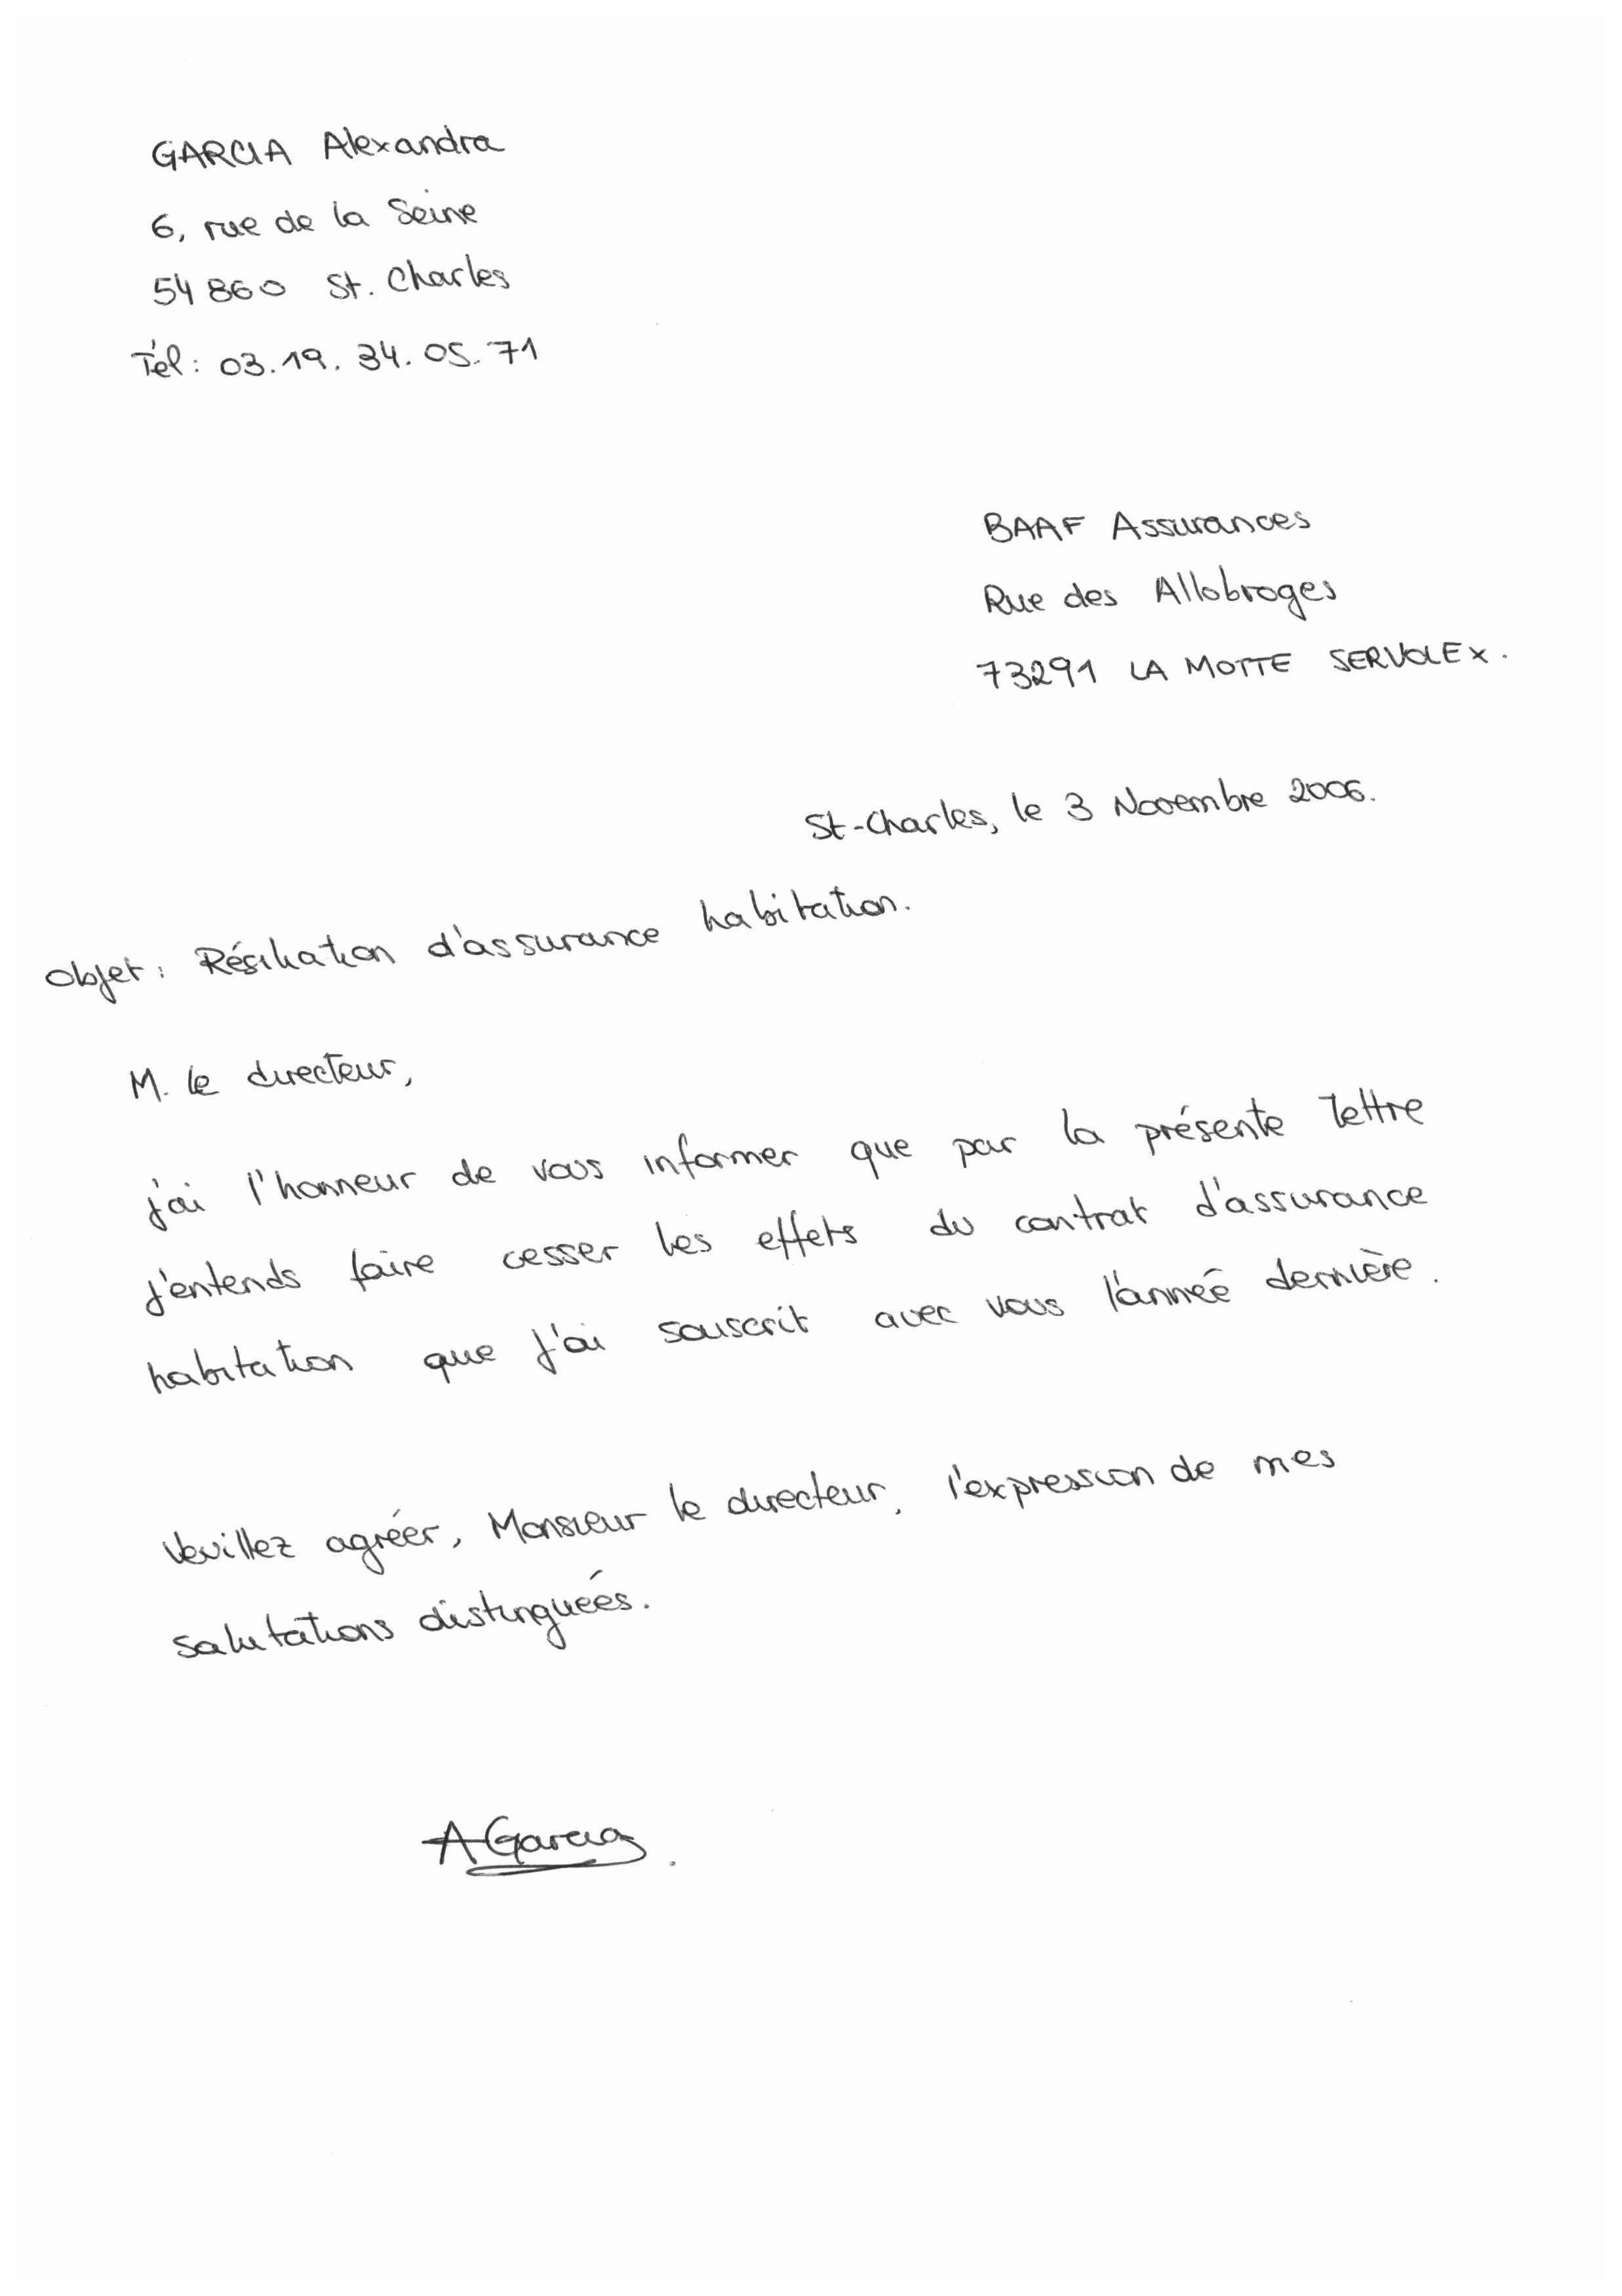 GARCIA Alexandra
6, rue de la Seine
54860 St. Charles
Tél: 03.19.34.05.71
BAAF Assurances
Rue des Allobroges
73291 LA MOTTE SERVOLEX.
St-Charles, le 3 Novembre 2006.
Objet: Résiliation d'assurance habitation.
M. le directeur,
j'ai l'honneur de vous informer que par la présente lettre
j'entends faire cesser les effets du contrat d'assurance
habitation que j'ai souscrit avec vous l'année dernière.
Veuillez agréer, Monsieur le directeur, l'expression de mes
salutations distinguées.
A Garcia.